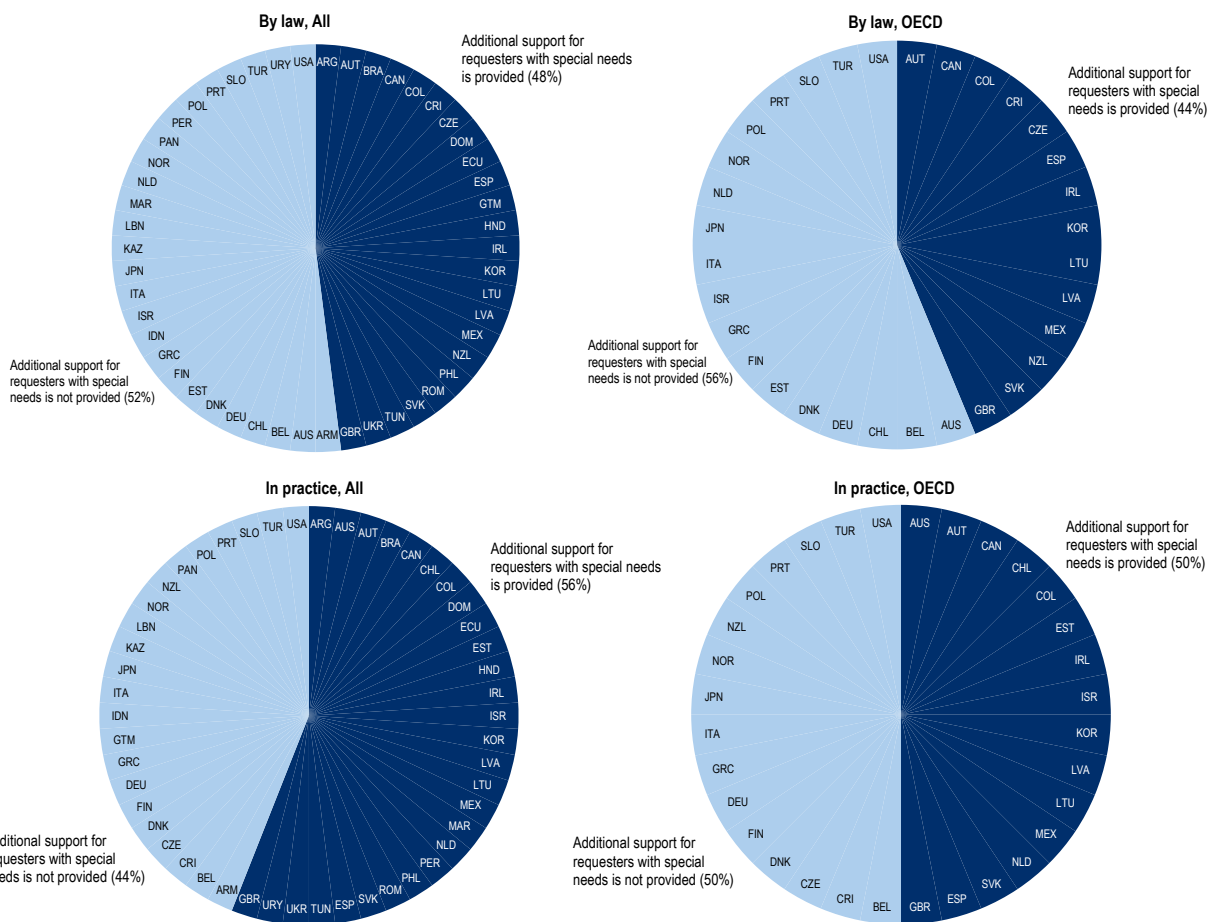 By law, All
Additional support for
requesters with special needs
is provided (48%)
ARG
AUT
BRA
CAN
COL
CRI
CZE
DOM
ECU
ESP
GTM
HND
IRL
KOR
LTU
LVA
MEX
NZL
PHL
ROM
SVK
TUN
UKR
GBR
ARM
AUS
BEL
CHL
DEU
DNK
EST
FIN
GRC
IDN
ISR
ITA
JPN
KAZ
LBN
MAR
NLD
NOR
PAN
PER
POL
PRT
SLO
TUR
URY
USA
Additional support for
requesters with special
needs is not provided (52%)
By law, OECD
Additional support for
requesters with special
needs is provided (44%)
AUT
CAN
COL
CRI
CZE
ESP
IRL
KOR
LTU
LVA
MEX
NZL
SVK
GBR
AUS
BEL
CHL
DEU
DNK
EST
FIN
GRC
ISR
ITA
JPN
NLD
NOR
POL
PRT
SLO
TUR
USA
Additional support for
requesters with special
needs is not provided (56%)
In practice, All
Additional support for
requesters with special needs
is provided (56%)
ARG
AUS
AUT
BRA
CAN
CHL
COL
DOM
ECU
EST
HND
IRL
ISR
KOR
LVA
LTU
MEX
MAR
NLD
PER
PHL
ROM
SVK
ESP
TUN
UKR
URY
GBR
ARM
BEL
CRI
CZE
DNK
FIN
DEU
GRC
GTM
IDN
ITA
JPN
KAZ
LBN
NOR
NZL
PAN
POL
PRT
SLO
TUR
USA
ditional support for
questers with special
eds is not provided (44%)
In practice, OECD
Additional support for
requesters with special
needs is provided (50%)
AUS
AUT
CAN
CHL
COL
EST
IRL
ISR
KOR
LVA
LTU
MEX
NLD
SVK
ESP
GBR
BEL
CRI
CZE
DNK
FIN
DEU
GRC
ITA
JPN
NOR
NZL
POL
PRT
SLO
TUR
USA
Additional support for
requesters with special
needs is not provided (50%)